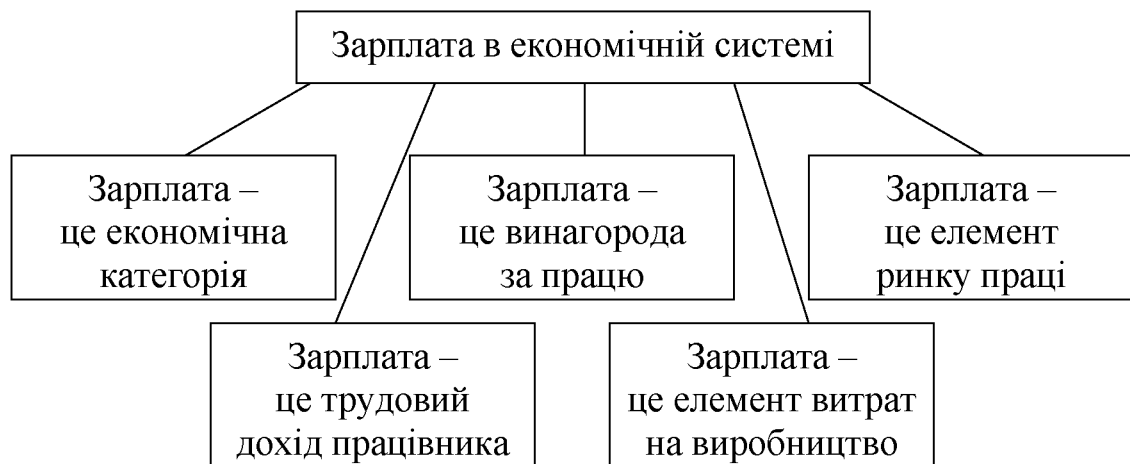 Зарплата в економічній системі
Зарплата –
це економічна
категорія
Зарплата –
це винагорода
за працю
Зарплата –
це елемент
ринку праці
Зарплата –
це трудовий
дохід працівника
Зарплата –
це елемент витрат
на виробництво